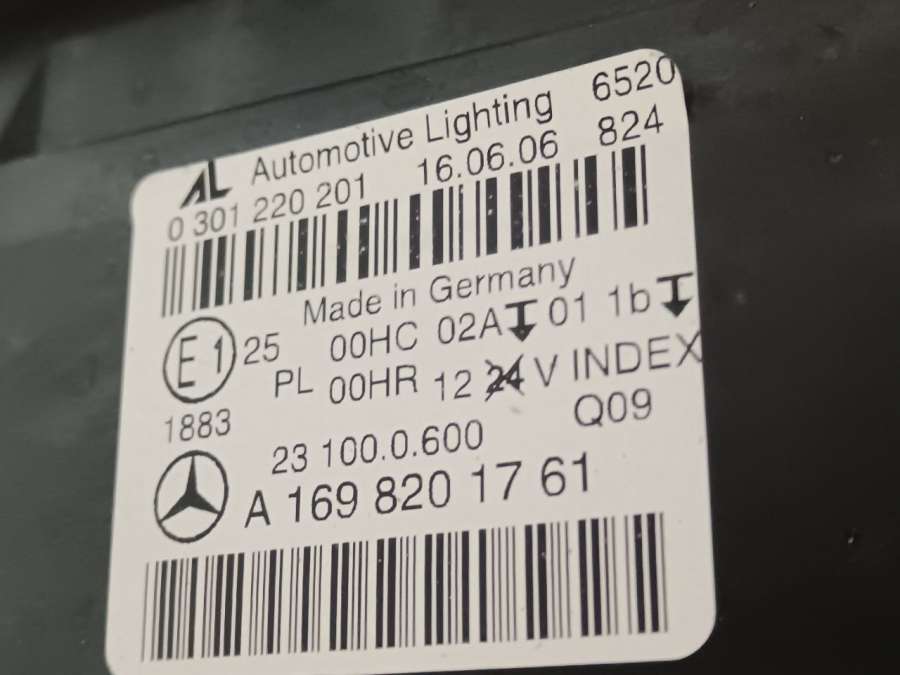 AL Automotive Lighting 6520
0 301 220 201 16.06.06 824
Made in Germany
E1 25 00HC 02A 01 1b
PL 00HR 12 24 V INDEX
1883 Q09
23 100.0.600
A 169 820 17 61